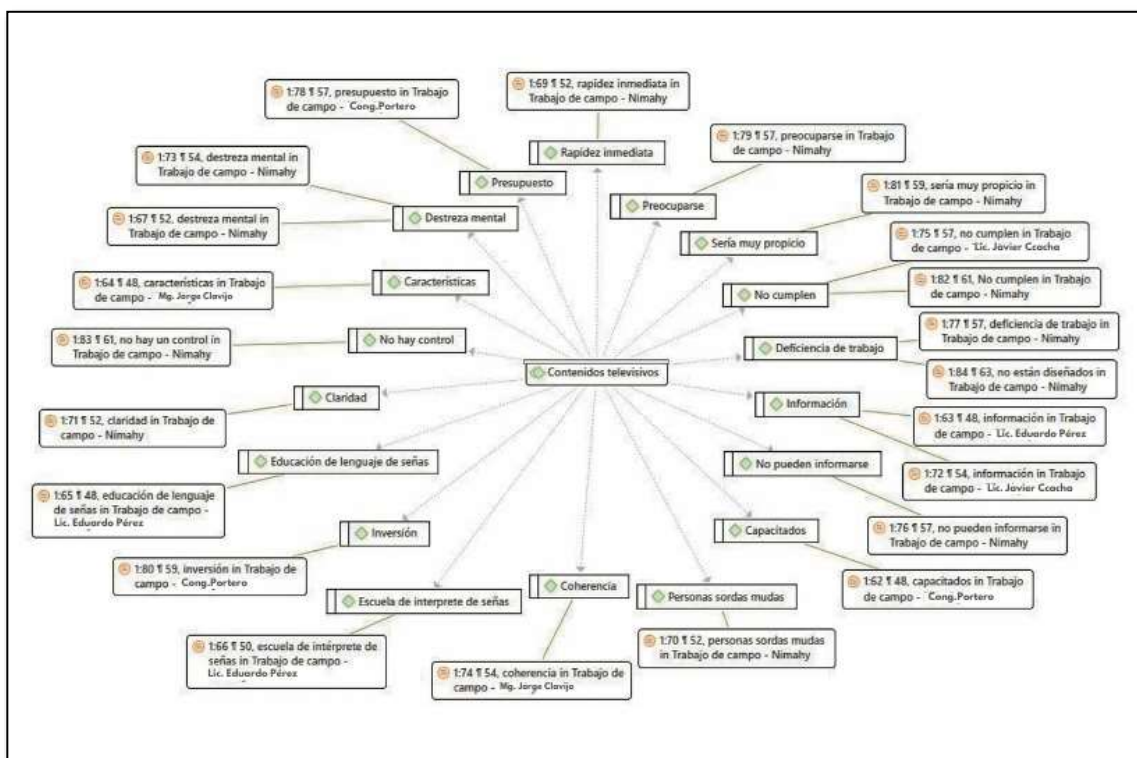 1:69 ¶ 52, rapidez inmediata in
Trabajo de campo - Nimahy
1:78 ¶ 57, presupuesto in Trabajo
de campo - Cong.Portero
Rapidez inmediata
1:79 ¶ 57, preocuparse in Trabajo
de campo - Nimahy
1:73 ¶ 54, destreza mental in
Trabajo de campo - Nimahy
Presupuesto
Preocuparse
1:81 ¶ 59, sería muy propicio in
Trabajo de campo - Nimahy
1:67 ¶ 52, destreza mental in
Trabajo de campo - Nimahy
Destreza mental
Sería muy propicio
1:75 ¶ 57, no cumplen in Trabajo
de campo - Lic. Javier Ccocha
1:64 ¶ 48, características in Trabajo
de campo - Mg. Jorge Clavijo
Características
No cumplen
1:82 ¶ 61, No cumplen in Trabajo
de campo - Nimahy
1:83 ¶ 61, no hay un control in
Trabajo de campo - Nimahy
No hay control
Deficiencia de trabajo
1:77 ¶ 57, deficiencia de trabajo in
Trabajo de campo - Nimahy
Contenidos televisivos
1:84 ¶ 63, no están diseñados in
Trabajo de campo - Nimahy
Claridad
Información
1:71 ¶ 52, claridad in Trabajo de
campo - Nimahy
1:63 ¶ 48, información in Trabajo
de campo - Lic. Eduardo Pérez
Educación de lenguaje de señas
No pueden informarse
1:72 ¶ 54, información in Trabajo
de campo - Lic. Javier Ccocha
1:65 ¶ 48, educación de lenguaje
de señas in Trabajo de campo -
Lic. Eduardo Pérez
Inversión
Capacitados
1:76 ¶ 57, no pueden informarse in
Trabajo de campo - Nimahy
1:80 ¶ 59, inversión in Trabajo de
campo - Cong.Portero
Escuela de interprete de señas
Coherencia
Personas sordas mudas
1:62 ¶ 48, capacitados in Trabajo
de campo - Cong.Portero
1:66 ¶ 50, escuela de intérprete de
señas in Trabajo de campo -
Lic. Eduardo Pérez
1:74 ¶ 54, coherencia in Trabajo de
campo - Mg. Jorge Clavijo
1:70 ¶ 52, personas sordas mudas
in Trabajo de campo - Nimahy